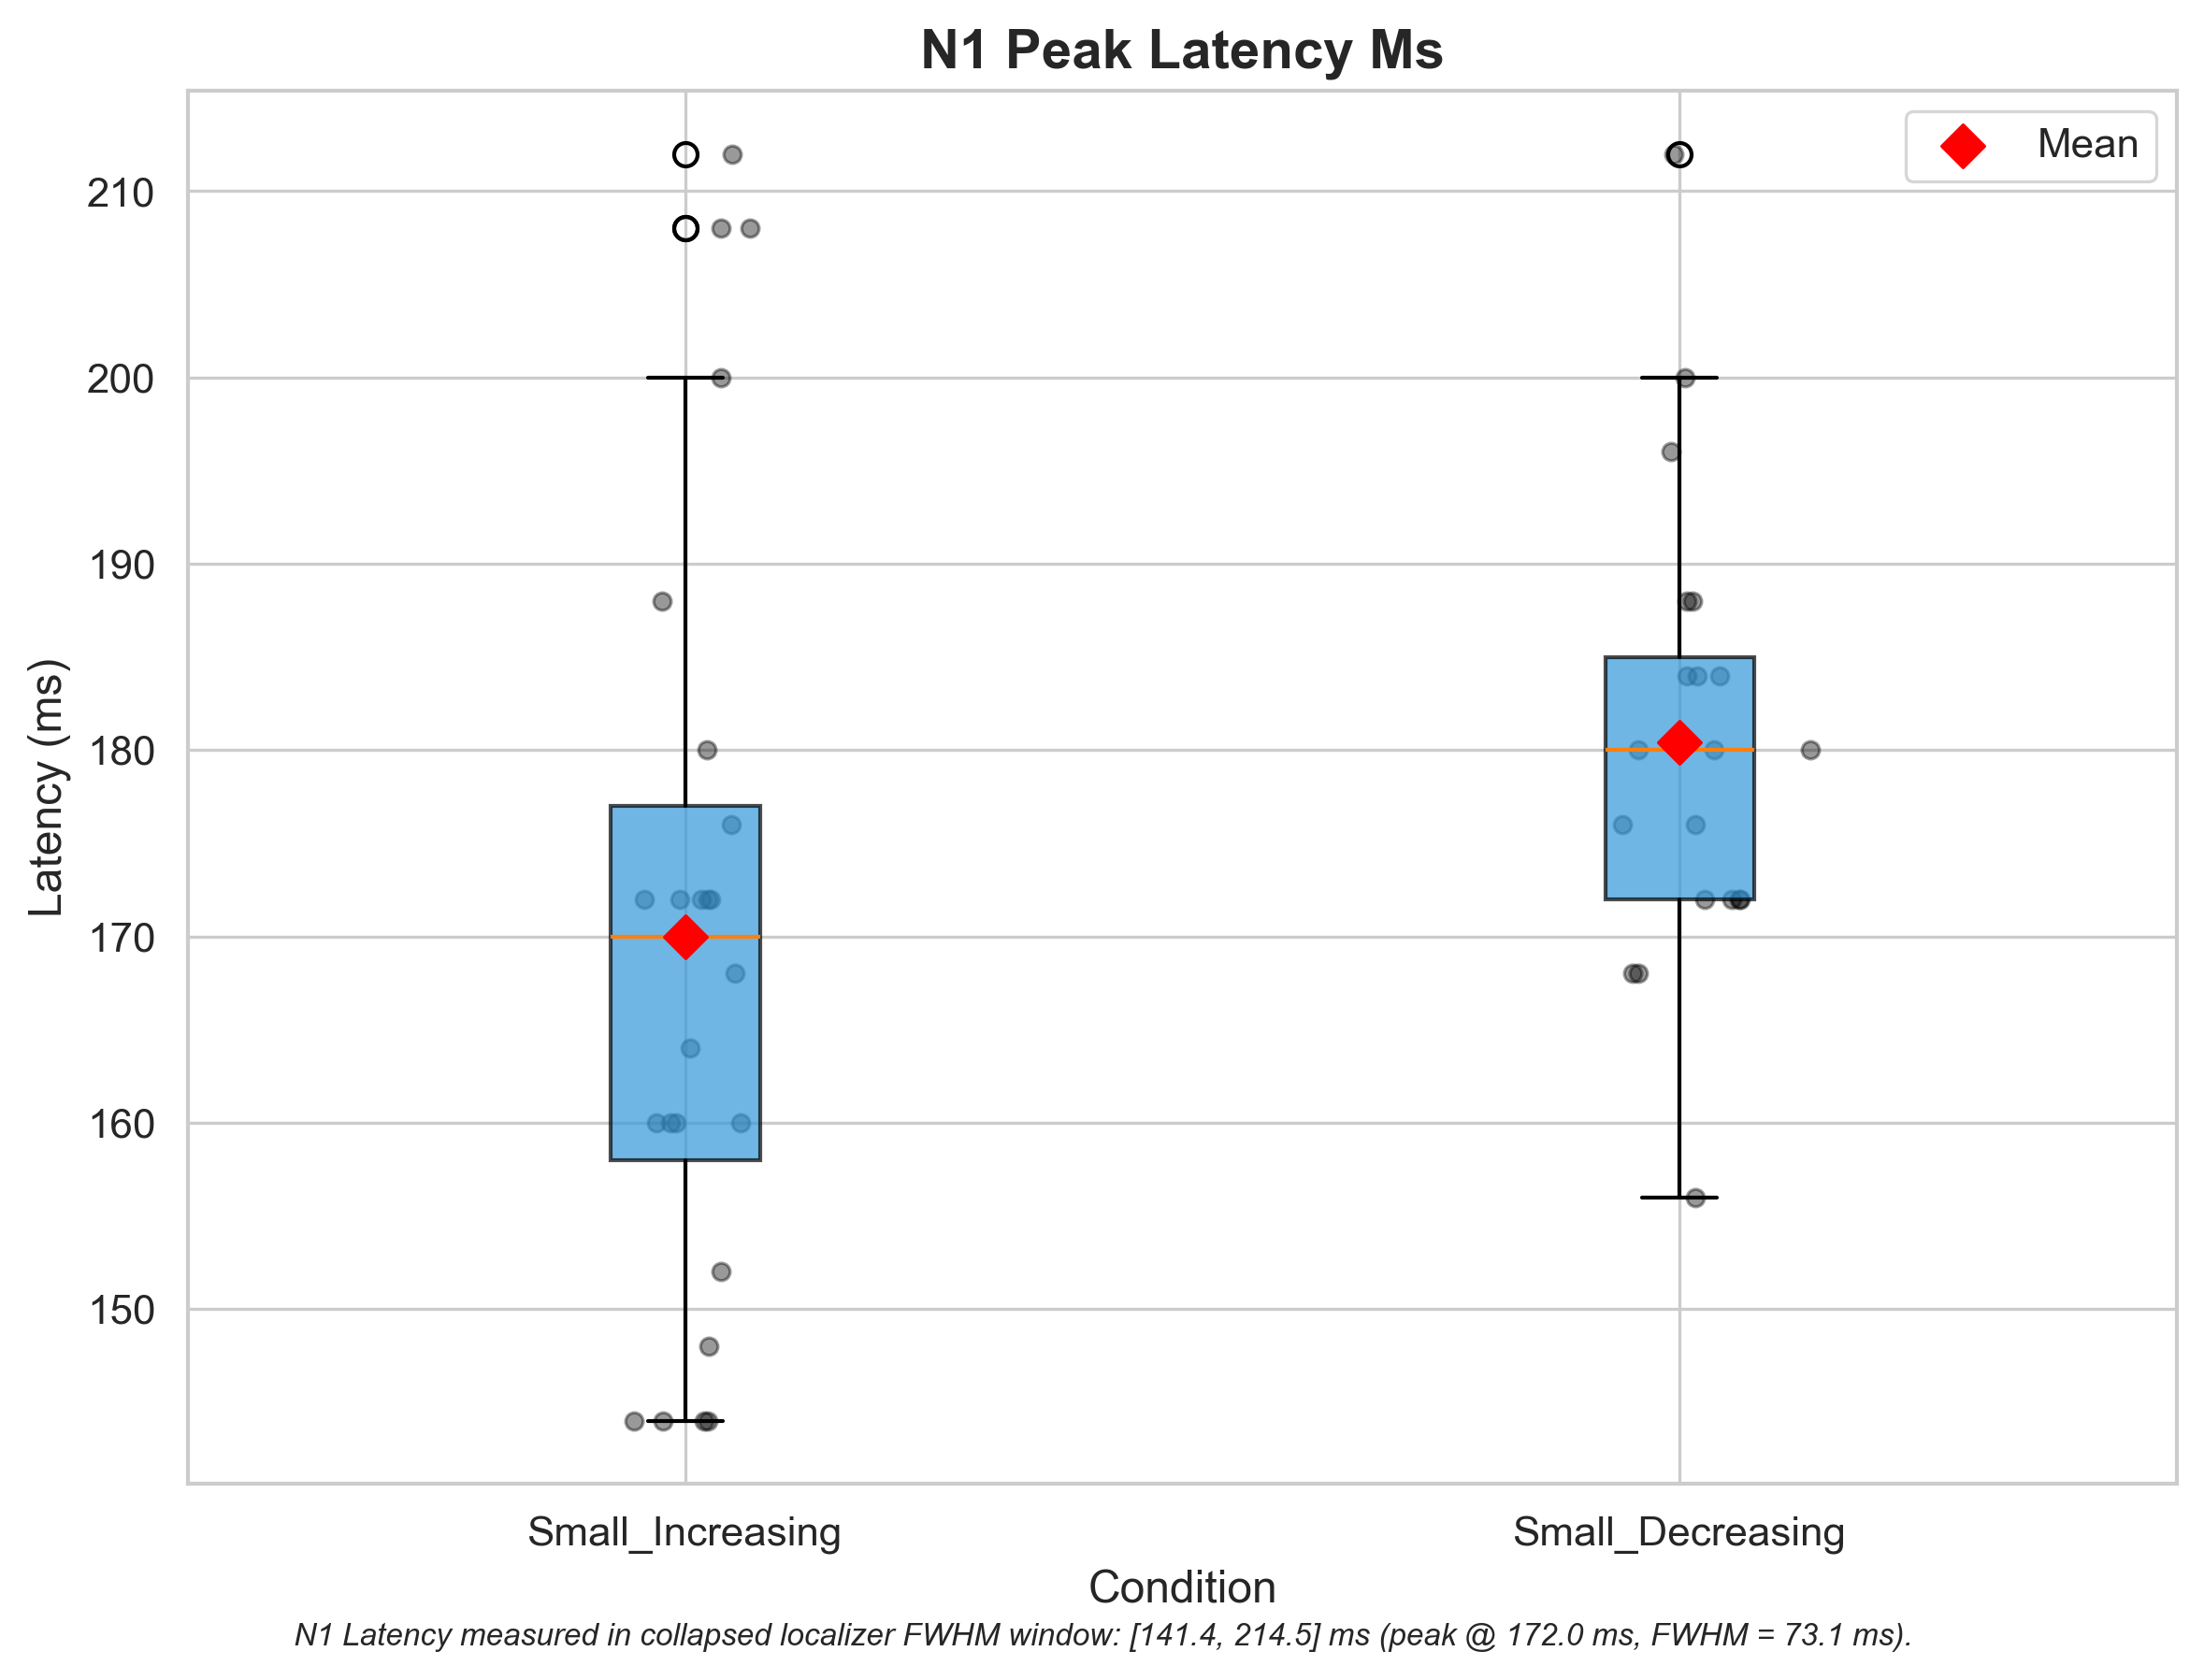 N1 Peak Latency Ms
Mean
210
200
190
180
170
160
150
Latency (ms)
Small_Increasing
Small_Decreasing
Condition
N1 Latency measured in collapsed localizer FWHM window: [141.4, 214.5] ms (peak @ 172.0 ms, FWHM = 73.1 ms).